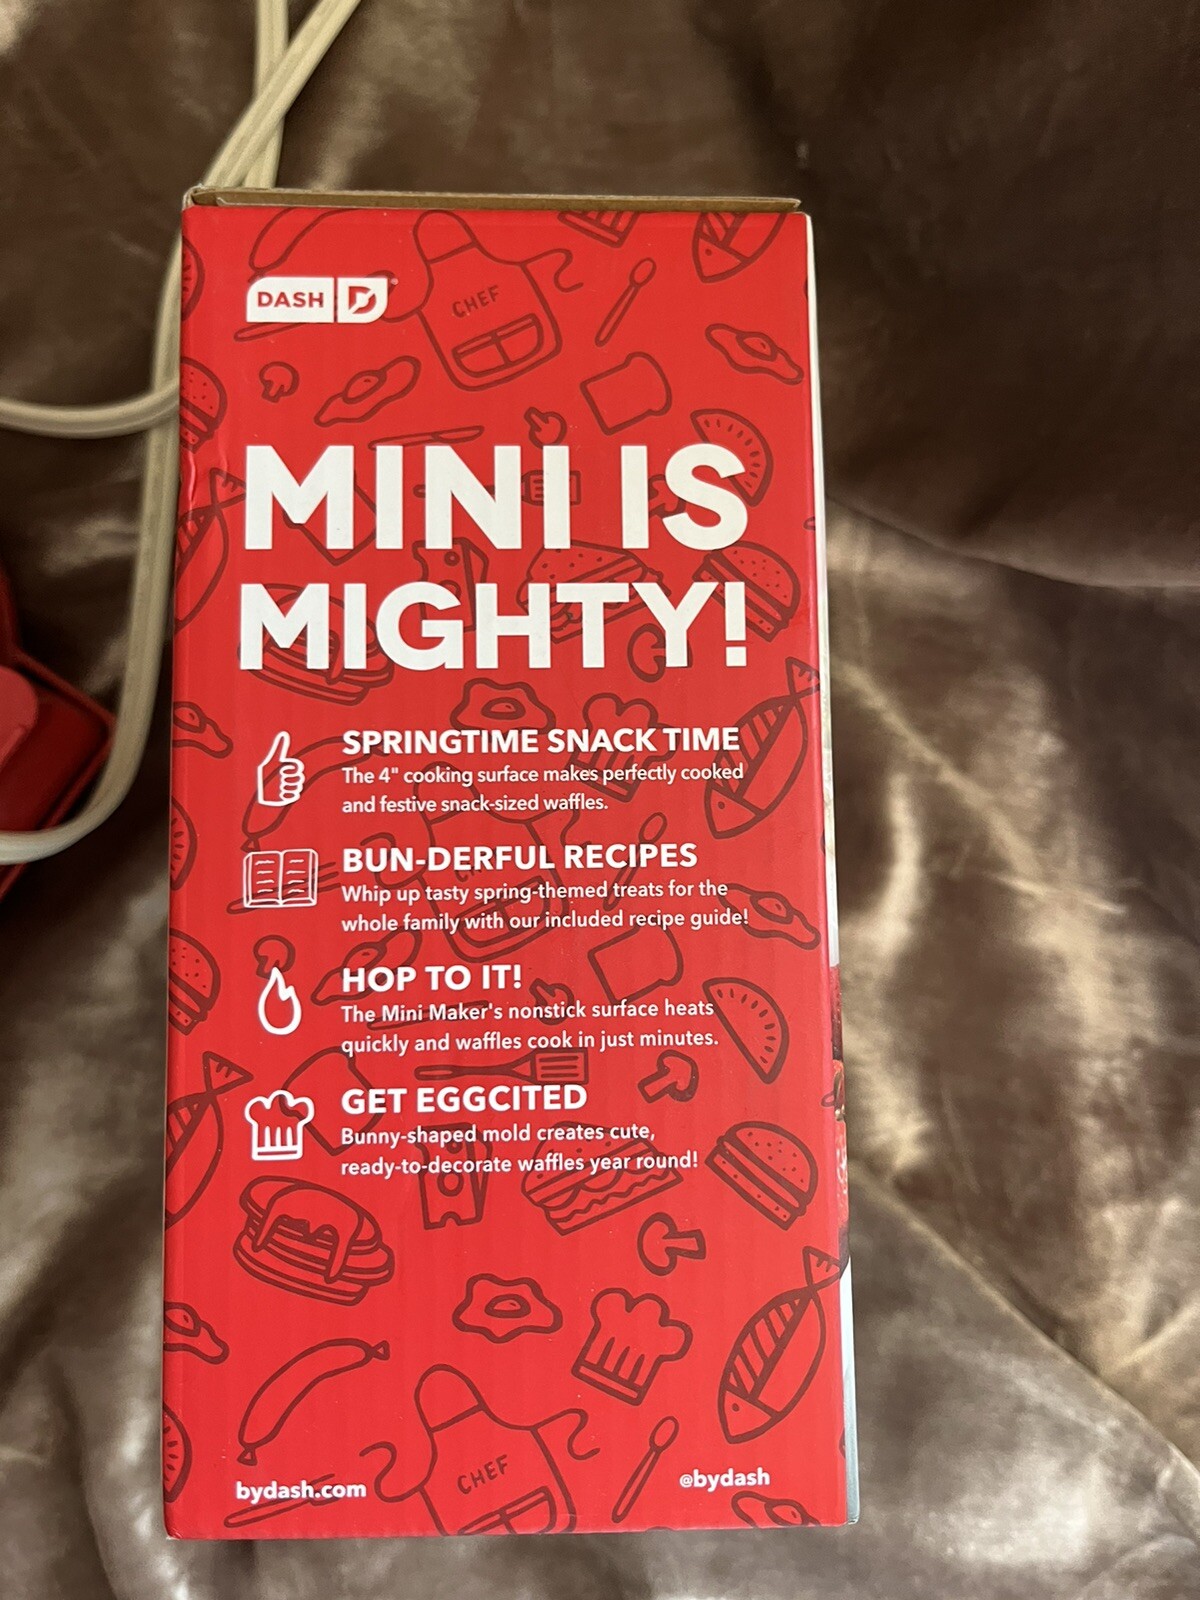 DASH
CHEF
MINI IS
MIGHTY!
SPRINGTIME SNACK TIME
The 4" cooking surface makes perfectly cooked
and festive snack-sized waffles.
BUN-DERFUL RECIPES
Whip up tasty spring-themed treats for the
whole family with our included recipe guide!
HOP TO IT!
The Mini Maker's nonstick surface heats
quickly and waffles cook in just minutes.
GET EGGCITED
Bunny-shaped mold creates cute,
ready-to-decorate waffles year round!
CHEF
bydash.com
@bydash